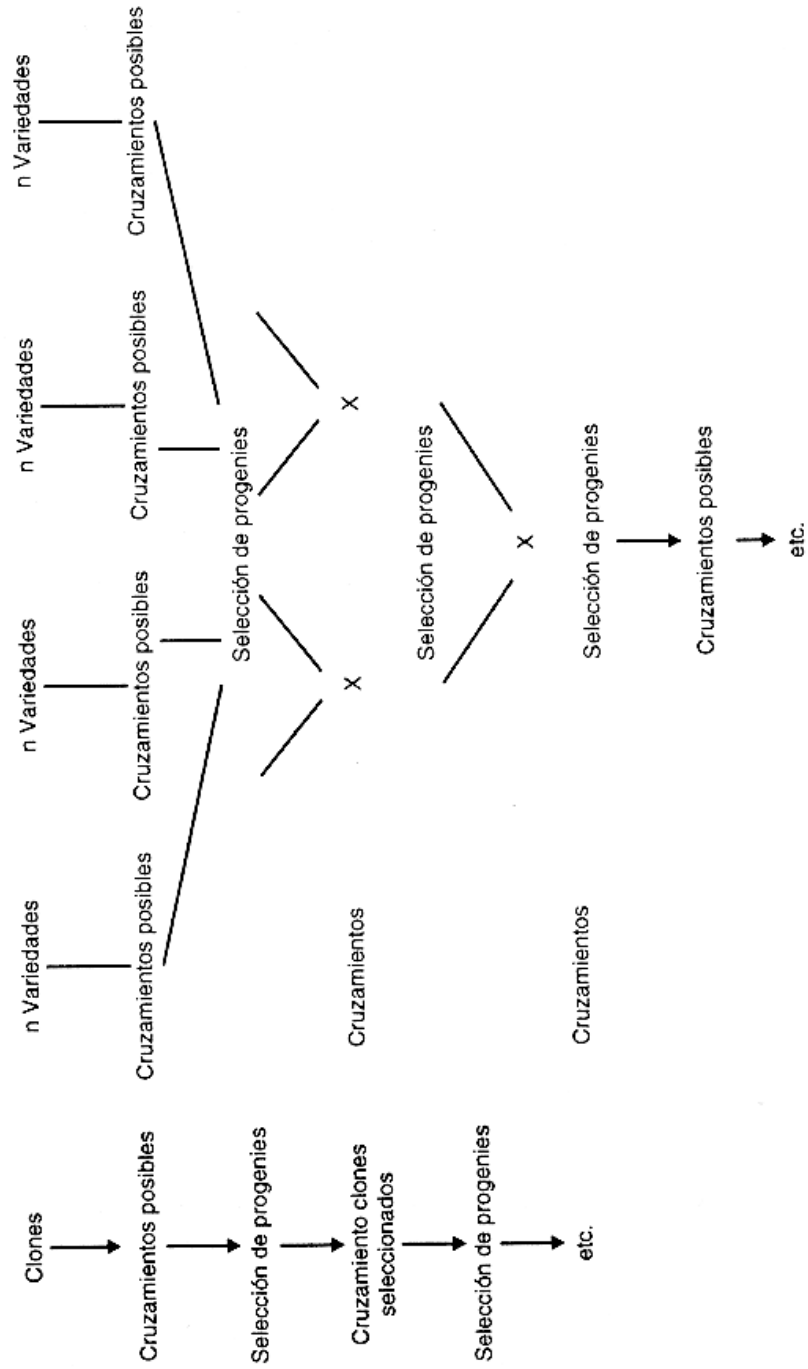 Clones
n Variedades
n Variedades
n Variedades
n Variedades
Cruzamientos posibles
Cruzamientos posibles
Cruzamientos posibles
Cruzamientos posibles
Cruzamientos posibles
Selección de progenies
Selección de progenies
Cruzamiento clones
seleccionados
Cruzamientos
X
X
Selección de progenies
Selección de progenies
X
etc.
Cruzamientos
Selección de progenies
Cruzamientos posibles
etc.